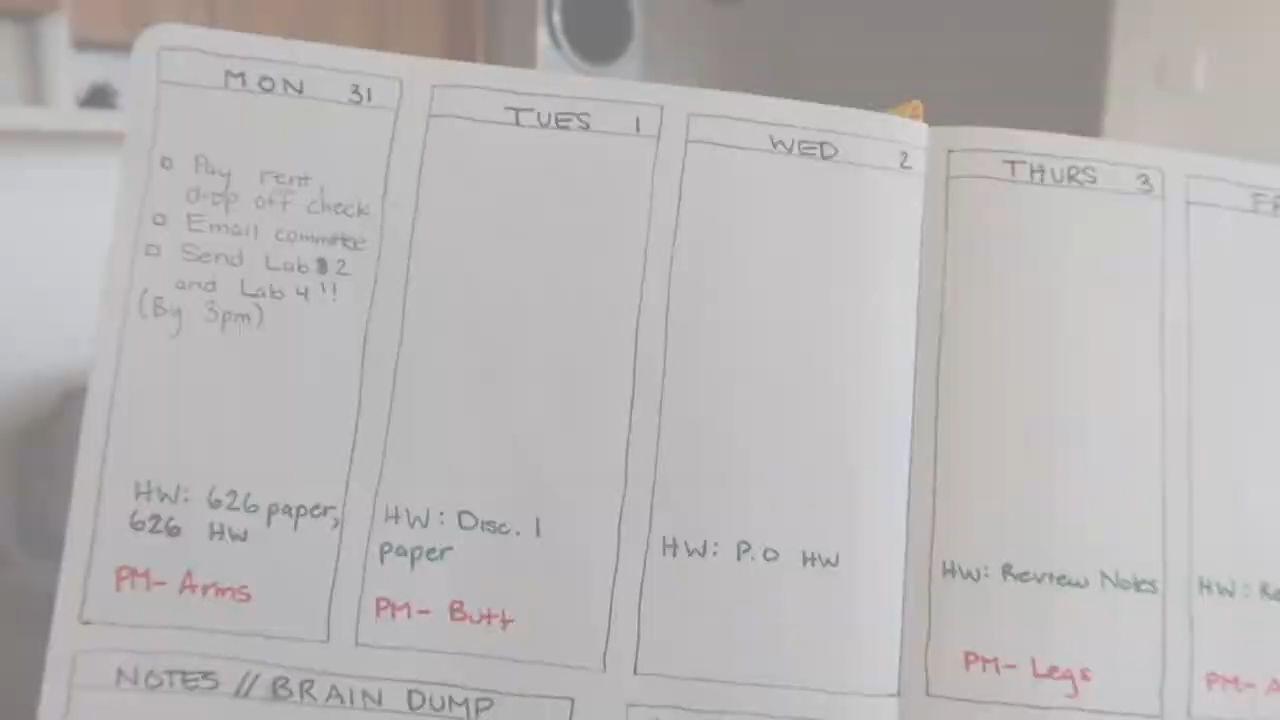 MON 31
Pay rent
drop off check
Email committee
Send Lab 2
and Lab 4!!
(By 3pm)
HW: 626 paper,
626 HW
PM- Arms
TUES 1
HW: Disc. 1
paper
PM- Butt
WED 2
HW: P.O HW
THURS 3
HW: Review Notes
PM- Legs
HW:
PM-
NOTES // BRAIN DUMP